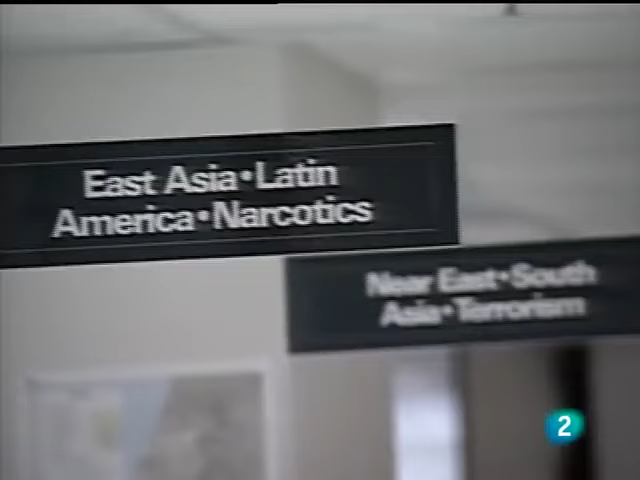 East Asia•Latin
America•Narcotics
Near East•South
Asia•Terrorism
2